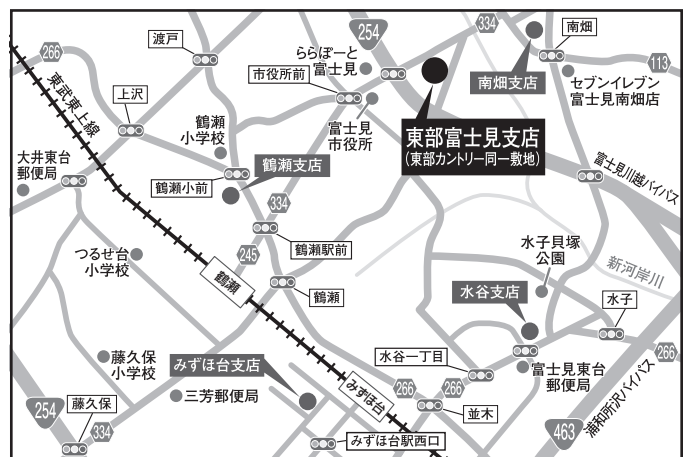 254
334
南畑
渡戸
ららぽーと
富士見
266
市役所前
南畑支店
113
セブンイレブン
富士見南畑店
東武東上線
上沢
鶴瀬
小学校
富士見
市役所
東部富士見支店
(東部カントリー同一敷地)
大井東台
郵便局
鶴瀬支店
鶴瀬小前
富士見川越バイパス
334
鶴瀬駅前
245
つるせ台
小学校
水子貝塚
公園
新河岸川
鶴瀬
鶴瀬
水谷支店
水子
藤久保
小学校
みずほ台支店
水谷一丁目
266
富士見東台
郵便局
三芳郵便局
みずほ台
266
266
浦和所沢バイパス
254
藤久保
334
並木
463
みずほ台駅西口